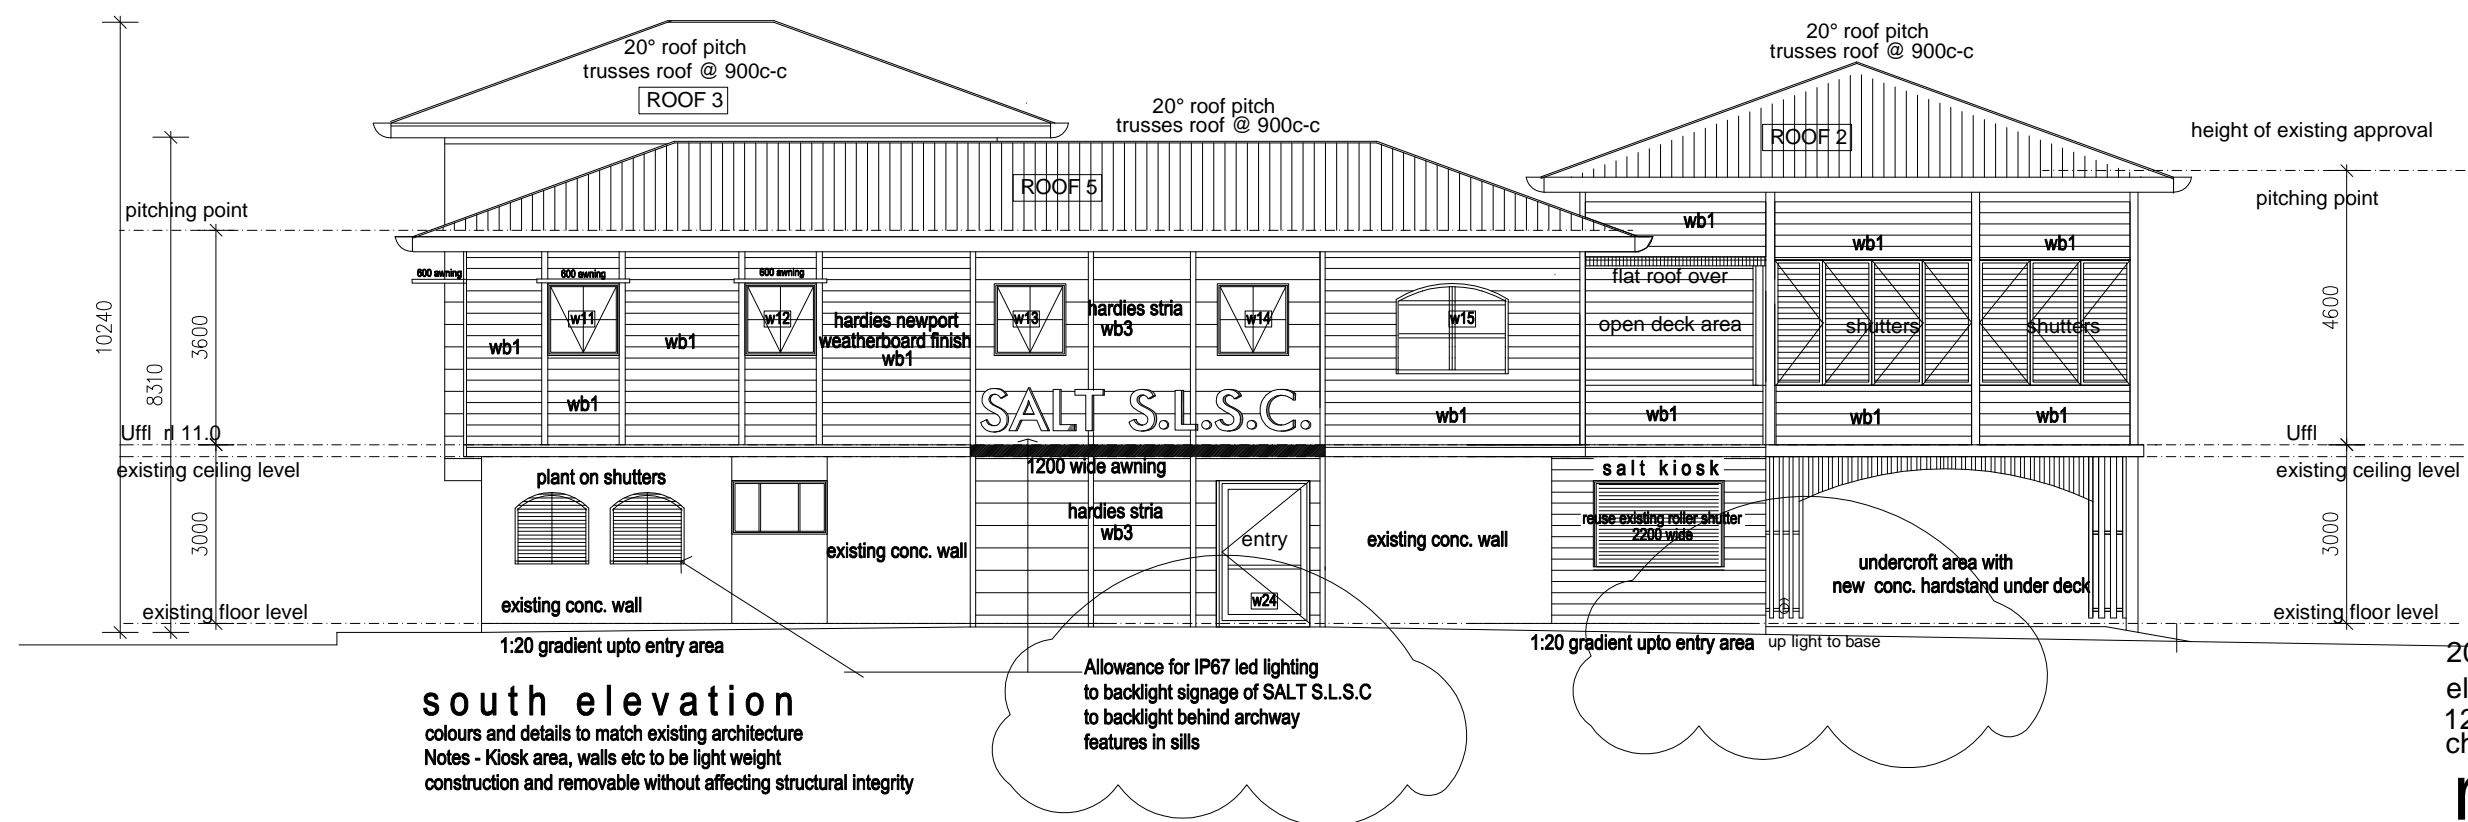 20° roof pitch
trusses roof @ 900c-c
ROOF 3
20° roof pitch
trusses roof @ 900c-c
ROOF 5
20° roof pitch
trusses roof @ 900c-c
ROOF 2
height of existing approval
pitching point
pitching point
10240
8310
3600
3000
4600
3000
Uffl rl 11.0
existing ceiling level
existing floor level
Uffl
existing ceiling level
existing floor level
600 awning
600 awning
600 awning
w11
w12
w13
w14
w15
wb1
wb1
wb1
hardies newport
weatherboard finish
wb1
hardies stria
wb3
SALT S.L.S.C.
wb1
wb1
flat roof over
open deck area
wb1
wb1
wb1
shutters
shutters
wb1
wb1
plant on shutters
existing conc. wall
existing conc. wall
1200 wide awning
hardies stria
wb3
entry
w24
existing conc. wall
salt kiosk
reuse existing roller shutter
2200 wide
undercroft area with
new conc. hardstand under deck
1:20 gradient upto entry area
1:20 gradient upto entry area
up light to base
Allowance for IP67 led lighting
to backlight signage of SALT S.L.S.C
to backlight behind archway
features in sills
south elevation
colours and details to match existing architecture
Notes - Kiosk area, walls etc to be light weight
construction and removable without affecting structural integrity